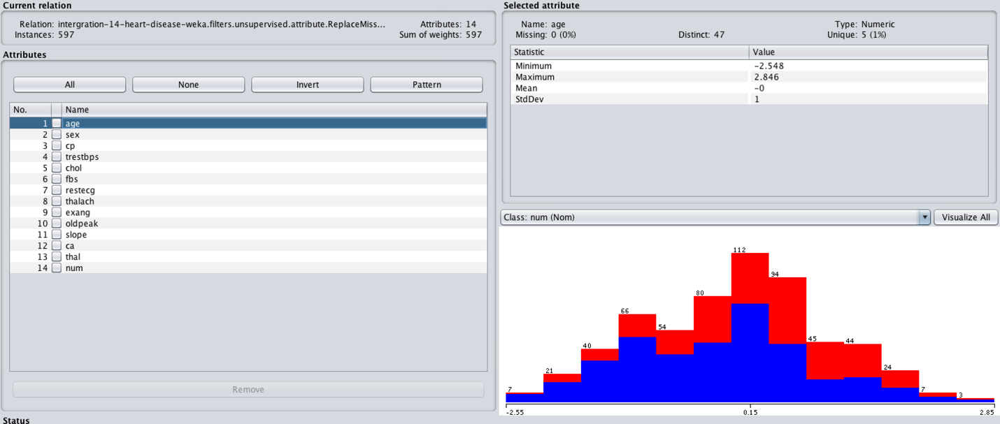 Current relation
Relation: intergration-14-heart-disease-weka.filters.unsupervised.attribute.ReplaceMiss... Attributes: 14
Instances: 597 Sum of weights: 597
Attributes
All None Invert Pattern
No. Name
1 age
2 sex
3 cp
4 trestbps
5 chol
6 fbs
7 restecg
8 thalach
9 exang
10 oldpeak
11 slope
12 ca
13 thal
14 num
Remove
Status
Selected attribute
Name: age Type: Numeric
Missing: 0 (0%) Distinct: 47 Unique: 5 (1%)
Statistic Value
Minimum -2.548
Maximum 2.846
Mean -0
StdDev 1
Class: num (Nom) Visualize All
7 21 40 66 54 80 112 94 45 44 24 7 3
-2.55 0.15 2.85